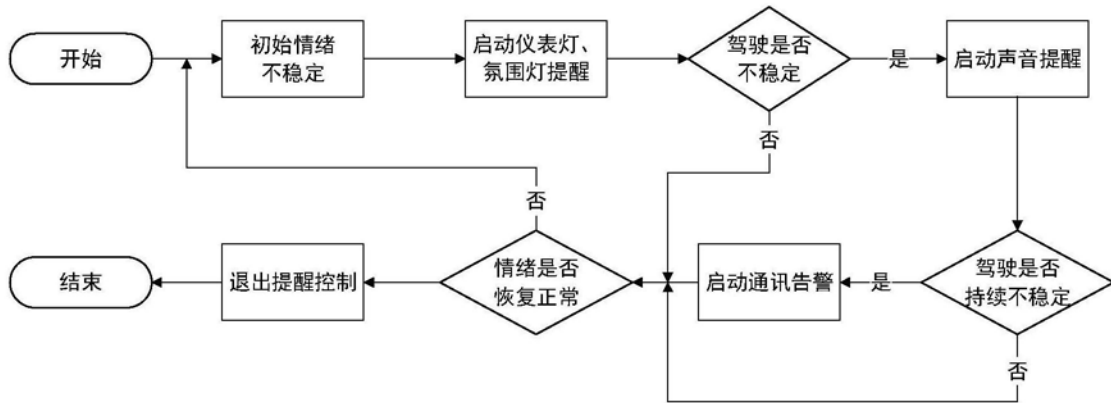 开始
初始情绪
不稳定
启动仪表灯、
氛围灯提醒
驾驶是否
不稳定
是
启动声音提醒
否
否
结束
退出提醒控制
情绪是否
恢复正常
启动通讯告警
是
驾驶是否
持续不稳定
否